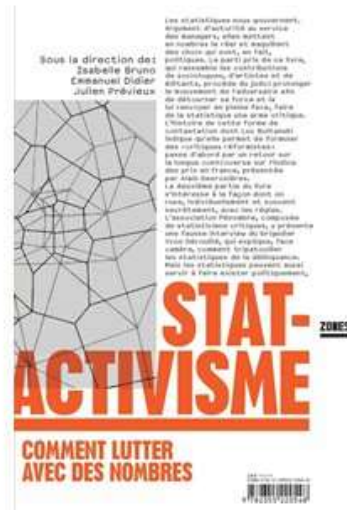 Sous la direction de:
Isabelle Bruno
Emmanuel Didier
Julien Prévieux
Les statistiques nous gouvernent.
Argument d'autorité au service
des managers, elles mettent
en nombres le réel et maquillent
des choix qui sont, en fait,
politiques. Le parti pris de ce livre,
qui rassemble les contributions
de sociologues, d'artistes et de
militants, procède du judo: prolonger
le mouvement de l'adversaire afin
de détourner sa force et la
lui renvoyer en pleine face, faire
de la statistique une arme critique.
L'histoire de cette forme de
contestation dont Luc Boltanski
indique qu'elle permet de formuler
des «critiques réformistes»
passe d'abord par un retour sur
la longue controverse sur l'indice
des prix en France, présentée
par Alain Desrosières.
La deuxième partie du livre
s'intéresse à la façon dont on
ruse, individuellement et souvent
secrètement, avec les règles.
L'association Pénombre, composée
de statisticiens critiques, y présente
une fausse interview du brigadier
Yvon Dérouillé, qui explique, face
caméra, comment tripatouiller
les statistiques de la délinquance.
Mais les statistiques peuvent aussi
servir à faire exister politiquement,
STAT-
ACTIVISME
ZONES
COMMENT LUTTER
AVEC DES NOMBRES